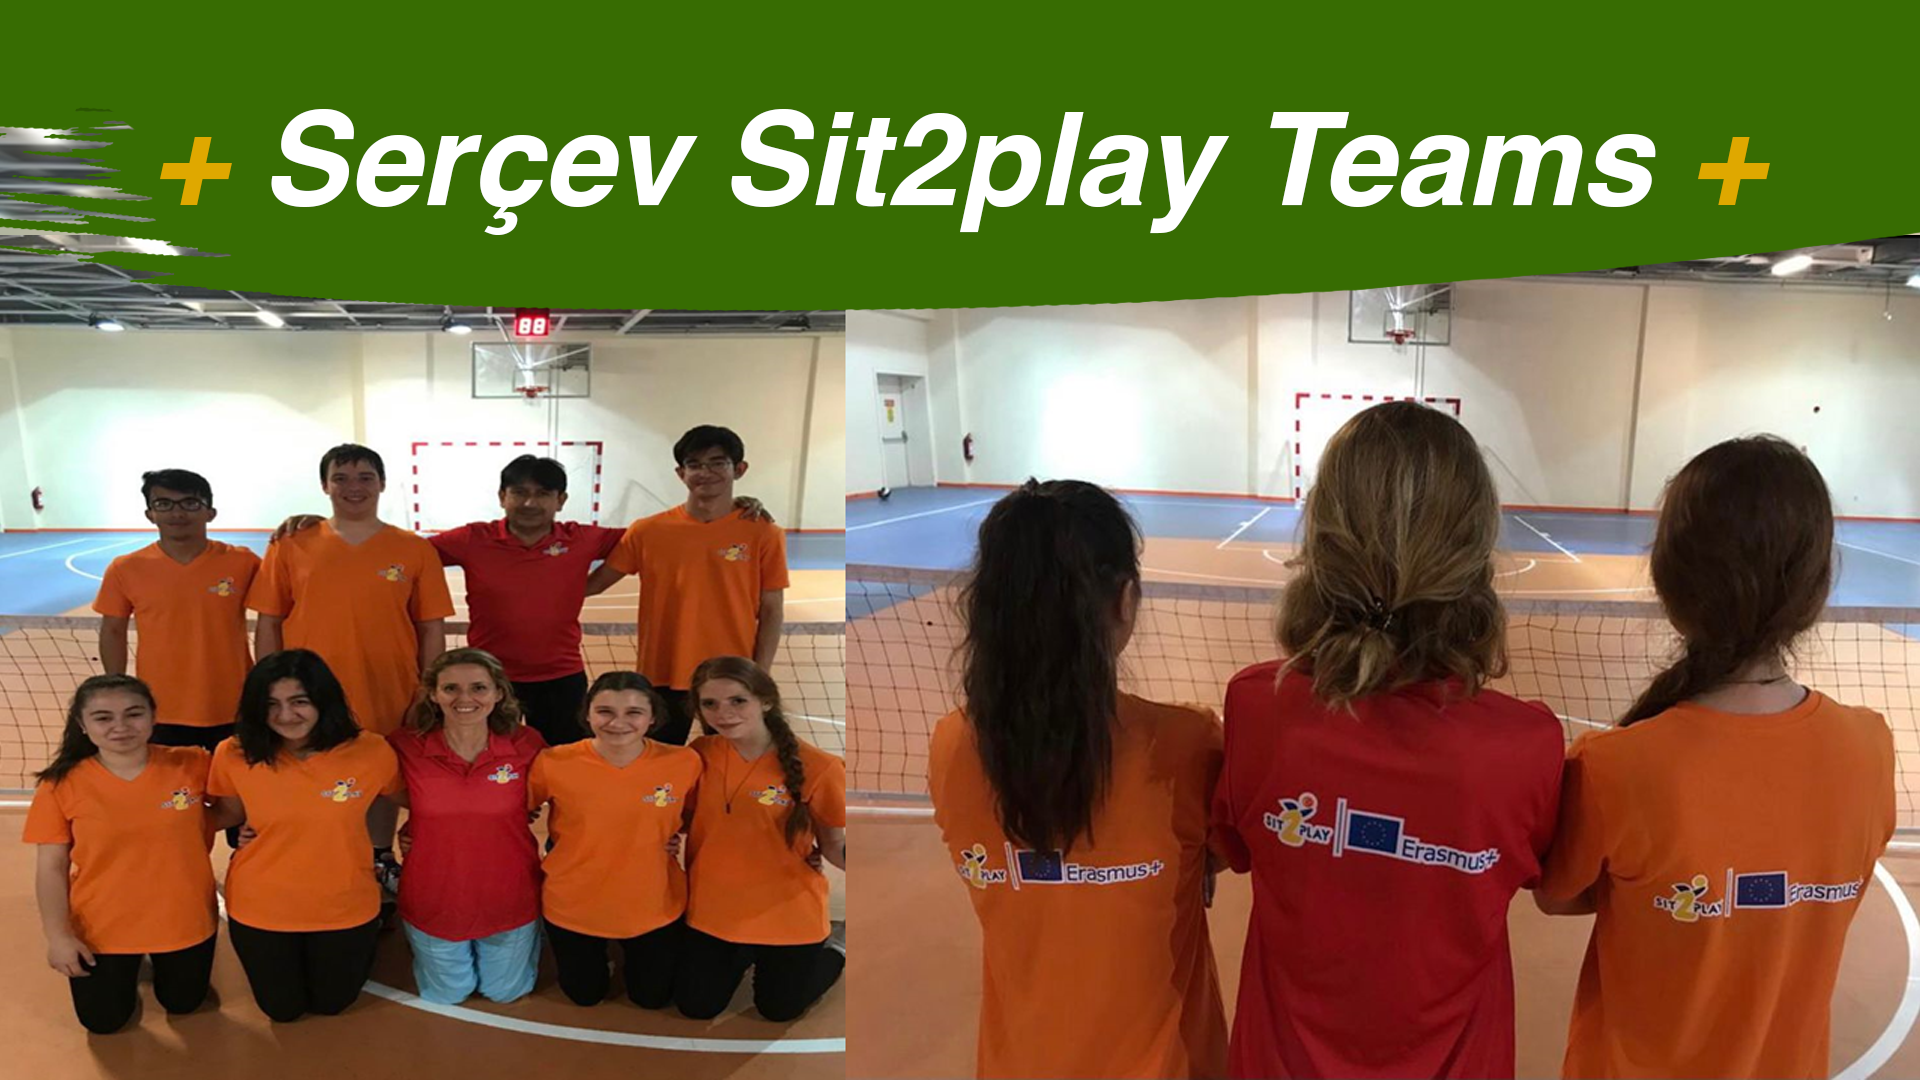 + Serçev Sit2play Teams +
88
SIT2PLAY Erasmus+
SIT2PLAY Erasmus+
SIT2PLAY Erasmus